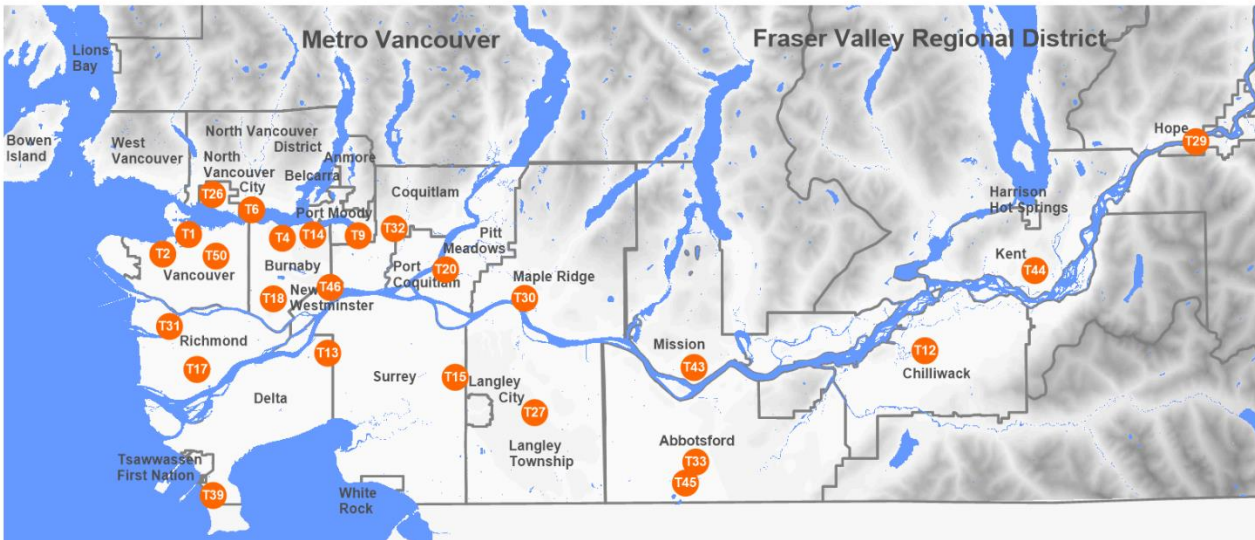 Metro Vancouver
Fraser Valley Regional District
Lions
Bay
Bowen
Island
West
Vancouver
North Vancouver
District
North
Vancouver
City
Anmore
Belcarra
Port Moody
Coquitlam
Hope
T29
T26
T6
T1
T2
T50
Vancouver
T4
T14
T9
T32
Burnaby
Pitt
Meadows
Port
Coquitlam
T20
Harrison
Hot Springs
Kent
T44
T18
New
Westminster
T46
Maple Ridge
T30
T31
Richmond
T17
T13
Delta
Surrey
T15
Langley
City
T27
Langley
Township
Mission
T43
T12
Chilliwack
Abbotsford
T33
T45
Tsawwassen
First Nation
T39
White
Rock